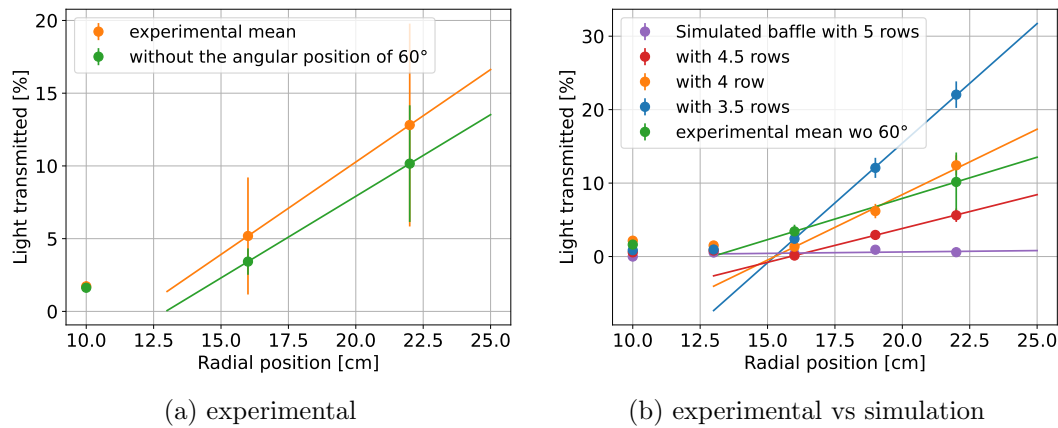 experimental mean
without the angular position of 60°
20
15
10
5
0
Light transmitted [%]
10.0 12.5 15.0 17.5 20.0 22.5 25.0
Radial position [cm]
(a) experimental
Simulated baffle with 5 rows
with 4.5 rows
with 4 row
with 3.5 rows
experimental mean wo 60°
30
20
10
0
Light transmitted [%]
10.0 12.5 15.0 17.5 20.0 22.5 25.0
Radial position [cm]
(b) experimental vs simulation